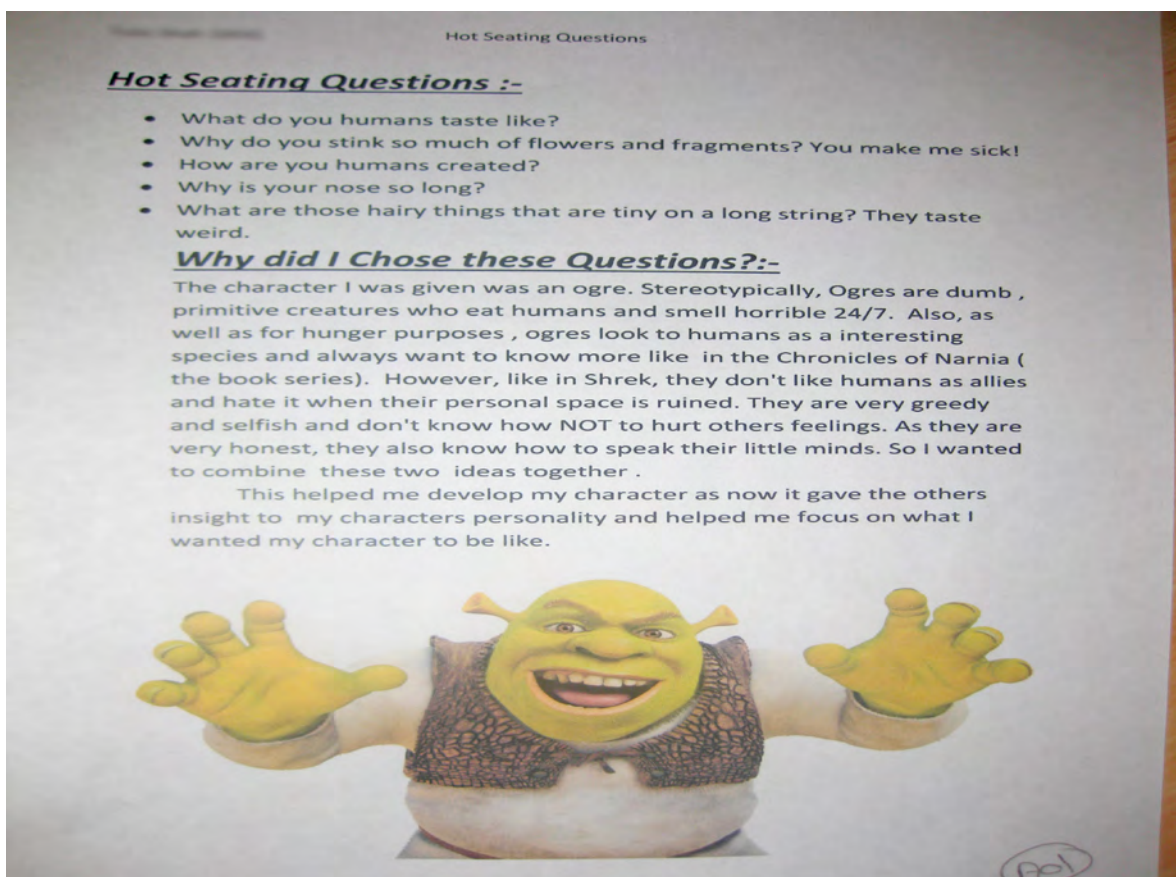 Hot Seating Questions
Hot Seating Questions :-
• What do you humans taste like?
• Why do you stink so much of flowers and fragments? You make me sick!
• How are you humans created?
• Why is your nose so long?
• What are those hairy things that are tiny on a long string? They taste
weird.
Why did I Chose these Questions?:-
The character I was given was an ogre. Stereotypically, Ogres are dumb ,
primitive creatures who eat humans and smell horrible 24/7. Also, as
well as for hunger purposes , ogres look to humans as a interesting
species and always want to know more like in the Chronicles of Narnia (
the book series). However, like in Shrek, they don't like humans as allies
and hate it when their personal space is ruined. They are very greedy
and selfish and don't know how NOT to hurt others feelings. As they are
very honest, they also know how to speak their little minds. So I wanted
to combine these two ideas together .
This helped me develop my character as now it gave the others
insight to my characters personality and helped me focus on what I
wanted my character to be like.